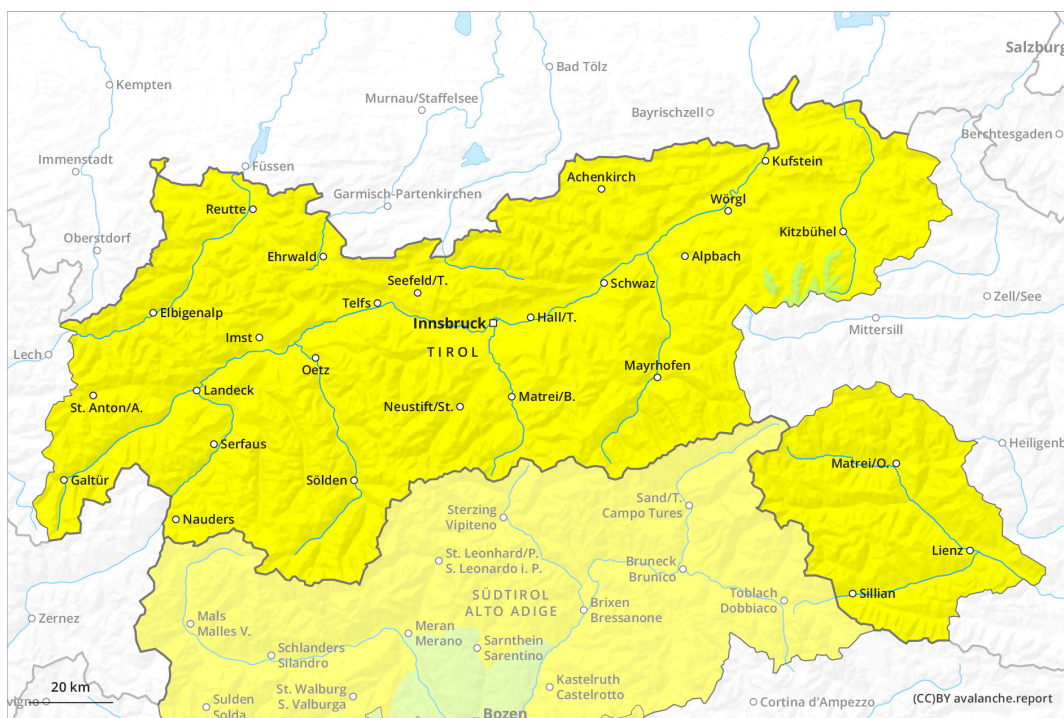 Salzburg
Kempten
Bad Tölz
Murnau/Staffelsee
Bayrischzell
Berchtesgaden
Immenstadt
Füssen
Kufstein
Garmisch-Partenkirchen
Achenkirch
Reutte
Wörgl
Oberstdorf
Kitzbühel
Ehrwald
Alpbach
Seefeld/T.
Schwaz
Zell/See
Telfs
Elbigenalp
Hall/T.
Innsbruck
Mittersill
Imst
Lech
TIROL
Oetz
Mayrhofen
Landeck
St. Anton/A.
Neustift/St.
Matrei/B.
Serfaus
Matrei/O.
Galtür
Sölden
Sand/T.
Campo Tures
Sterzing
Vipiteno
Nauders
Lienz
St. Leonhard/P.
S. Leonardo i. P.
Bruneck
Brunico
SÜDTIROL
ALTO ADIGE
Sillian
Toblach
Dobbiaco
Brixen
Bressanone
Zernez
Mals
Malles V.
Meran
Merano
Sarnthein
Sarentino
Schlanders
Silandro
20 km
St. Walburg
S. Valburga
Kastelruth
Castelrotto
Sulden
Solda
Cortina d'Ampezzo
(CC)BY avalanche.report
Bozen